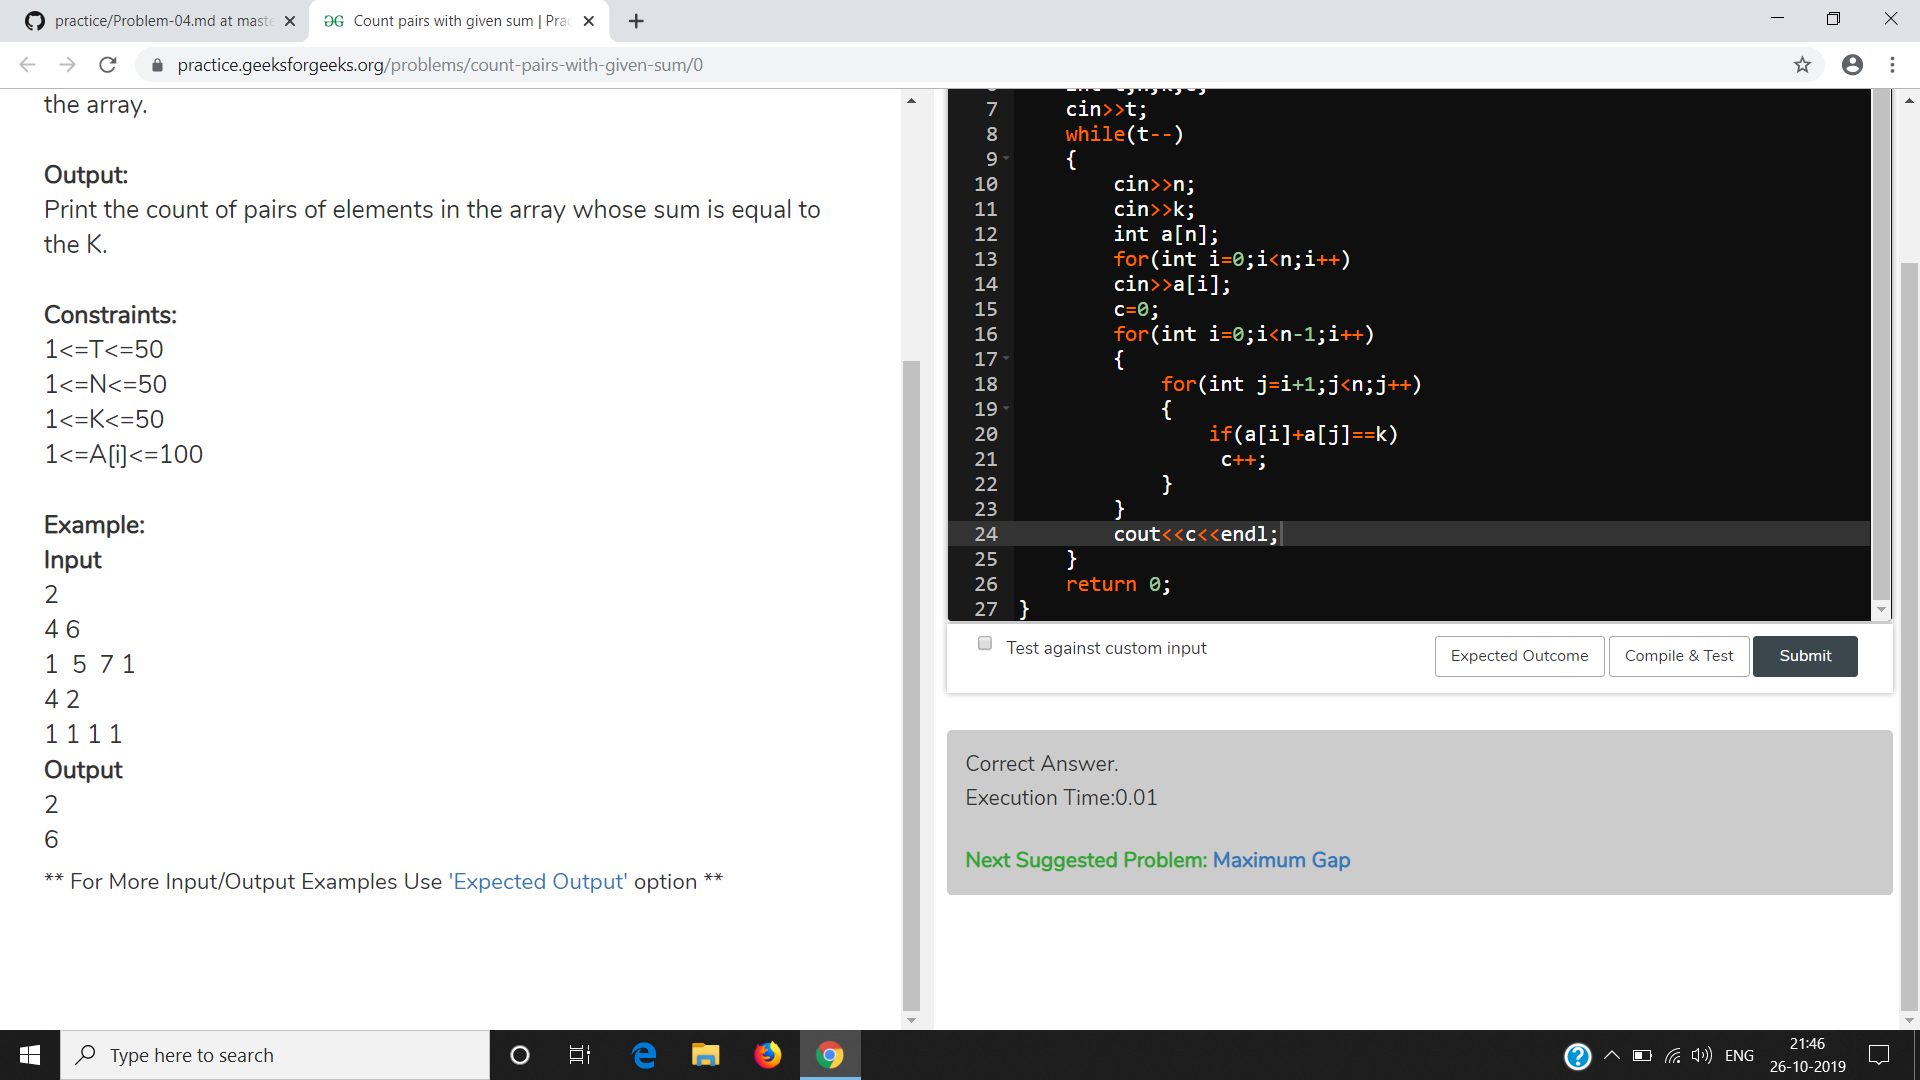 practice/Problem-04.md at maste
Count pairs with given sum | Prac
practice.geeksforgeeks.org/problems/count-pairs-with-given-sum/0
the array.
Output:
Print the count of pairs of elements in the array whose sum is equal to
the K.
Constraints:
1<=T<=50
1<=N<=50
1<=K<=50
1<=A[i]<=100
Example:
Input
2
4 6
1 5 7 1
4 2
1 1 1 1
Output
2
6
** For More Input/Output Examples Use 'Expected Output' option **
7 cin>>t;
8 while(t--)
9 {
10 cin>>n;
11 cin>>k;
12 int a[n];
13 for(int i=0;i<n;i++)
14 cin>>a[i];
15 c=0;
16 for(int i=0;i<n-1;i++)
17 {
18 for(int j=i+1;j<n;j++)
19 {
20 if(a[i]+a[j]==k)
21 c++;
22 }
23 }
24 cout<<c<<endl;
25 }
26 return 0;
27 }
Test against custom input
Expected Outcome
Compile & Test
Submit
Correct Answer.
Execution Time:0.01
Next Suggested Problem: Maximum Gap
Type here to search
ENG
21:46
26-10-2019